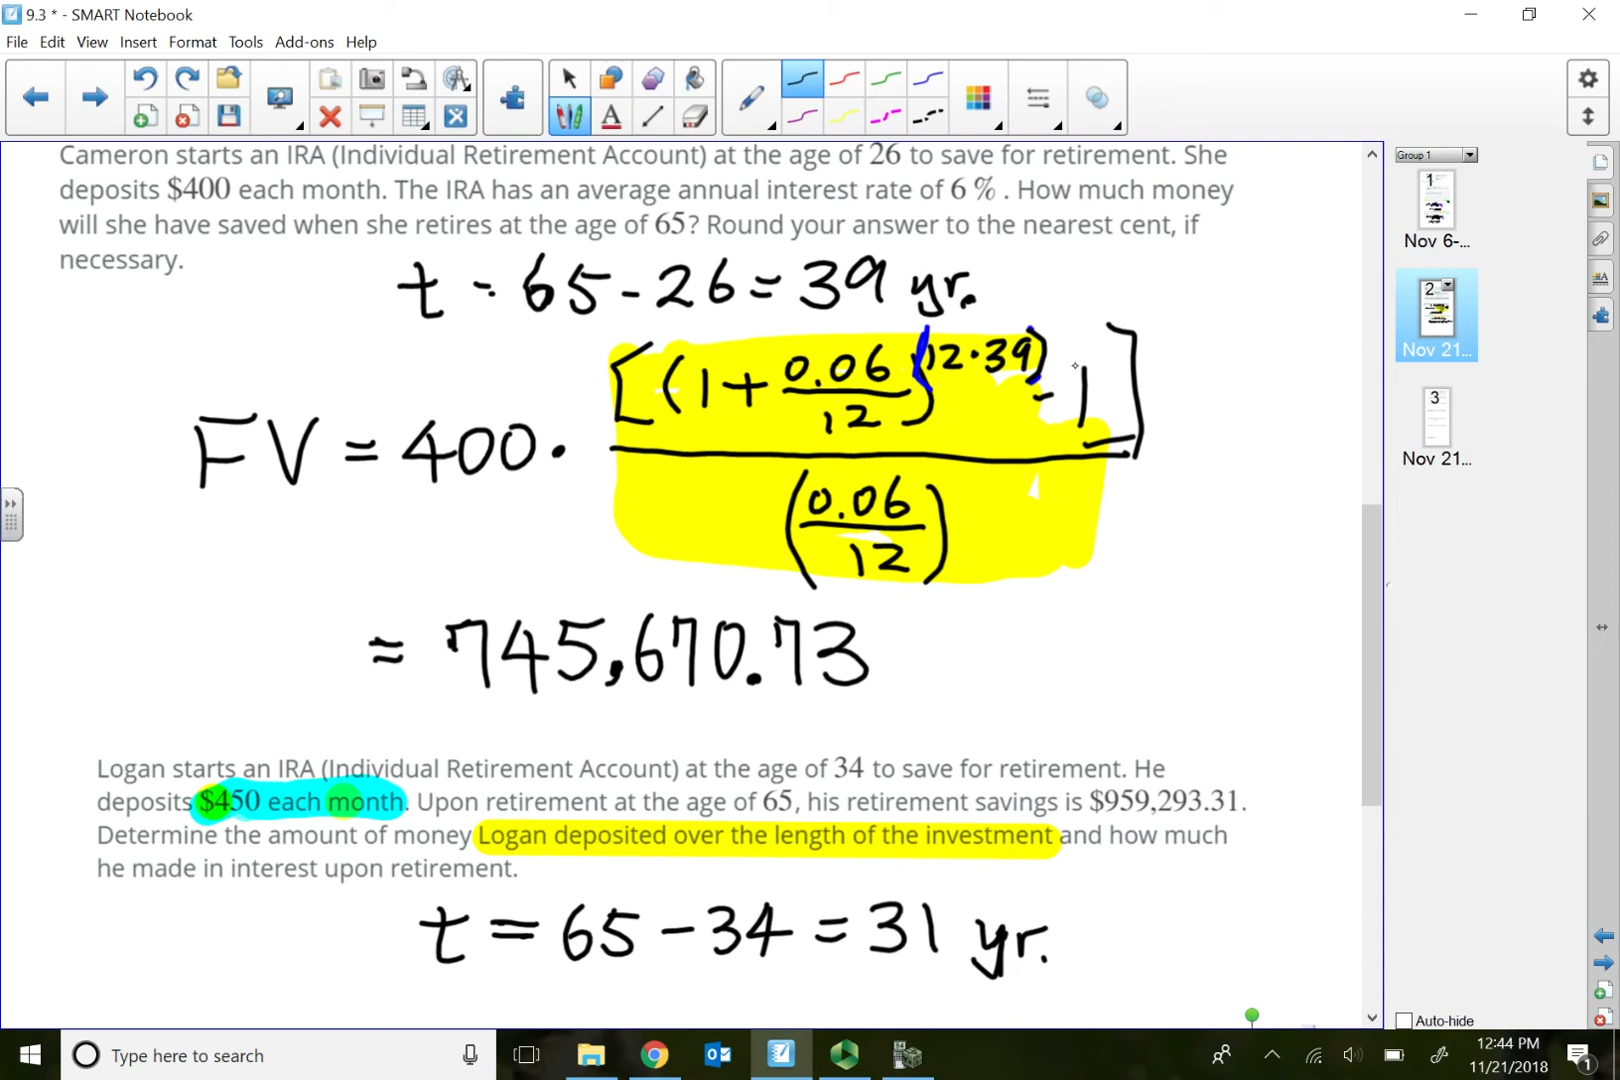 9.3 * - SMART Notebook
File Edit View Insert Format Tools Add-ons Help
Cameron starts an IRA (Individual Retirement Account) at the age of 26 to save for retirement. She
deposits $400 each month. The IRA has an average annual interest rate of 6 % . How much money
will she have saved when she retires at the age of 65? Round your answer to the nearest cent, if
necessary.
t - 65 - 26 = 39 yr.
FV = 400 · [(1 + 0.06/12)^(12·39) - 1] / (0.06/12)
≈ 745,670.73
Logan starts an IRA (Individual Retirement Account) at the age of 34 to save for retirement. He
deposits $450 each month. Upon retirement at the age of 65, his retirement savings is $959,293.31.
Determine the amount of money Logan deposited over the length of the investment and how much
he made in interest upon retirement.
t = 65 - 34 = 31 yr.
Group 1
1
Nov 6-...
2
Nov 21...
3
Nov 21...
Auto-hide
Type here to search
12:44 PM
11/21/2018
1